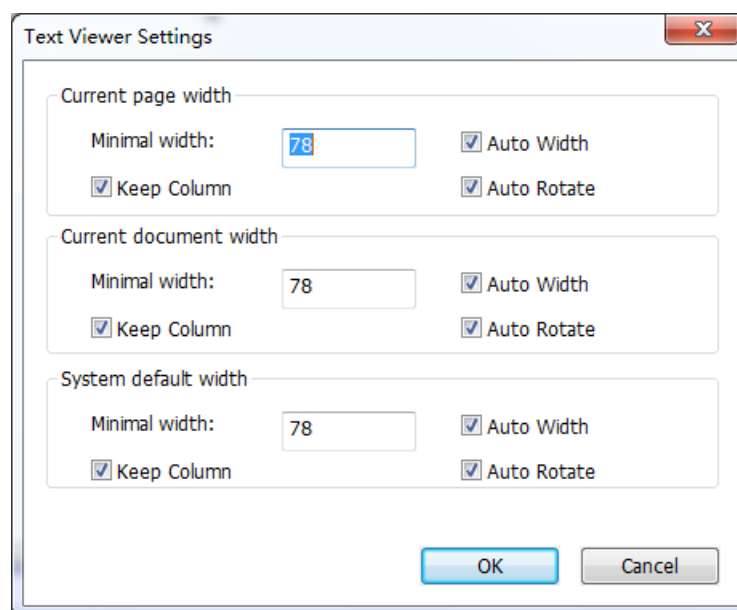 Text Viewer Settings
Current page width
Minimal width: 78 Auto Width
Keep Column Auto Rotate
Current document width
Minimal width: 78 Auto Width
Keep Column Auto Rotate
System default width
Minimal width: 78 Auto Width
Keep Column Auto Rotate
OK Cancel